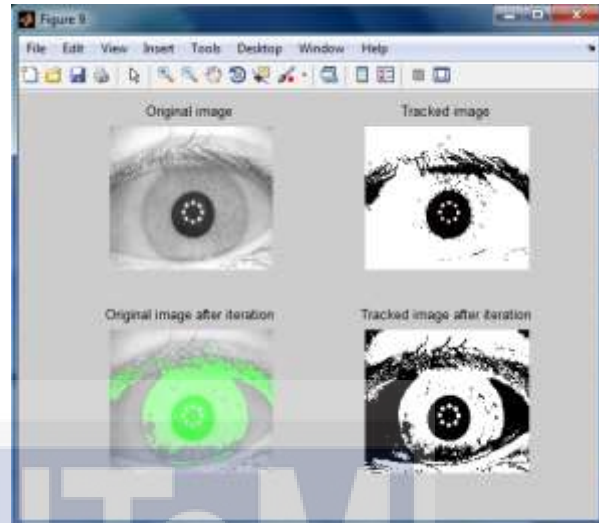 Figure 9
File Edit View Insert Tools Desktop Window Help
Original image Tracked image
Original image after iteration Tracked image after iteration